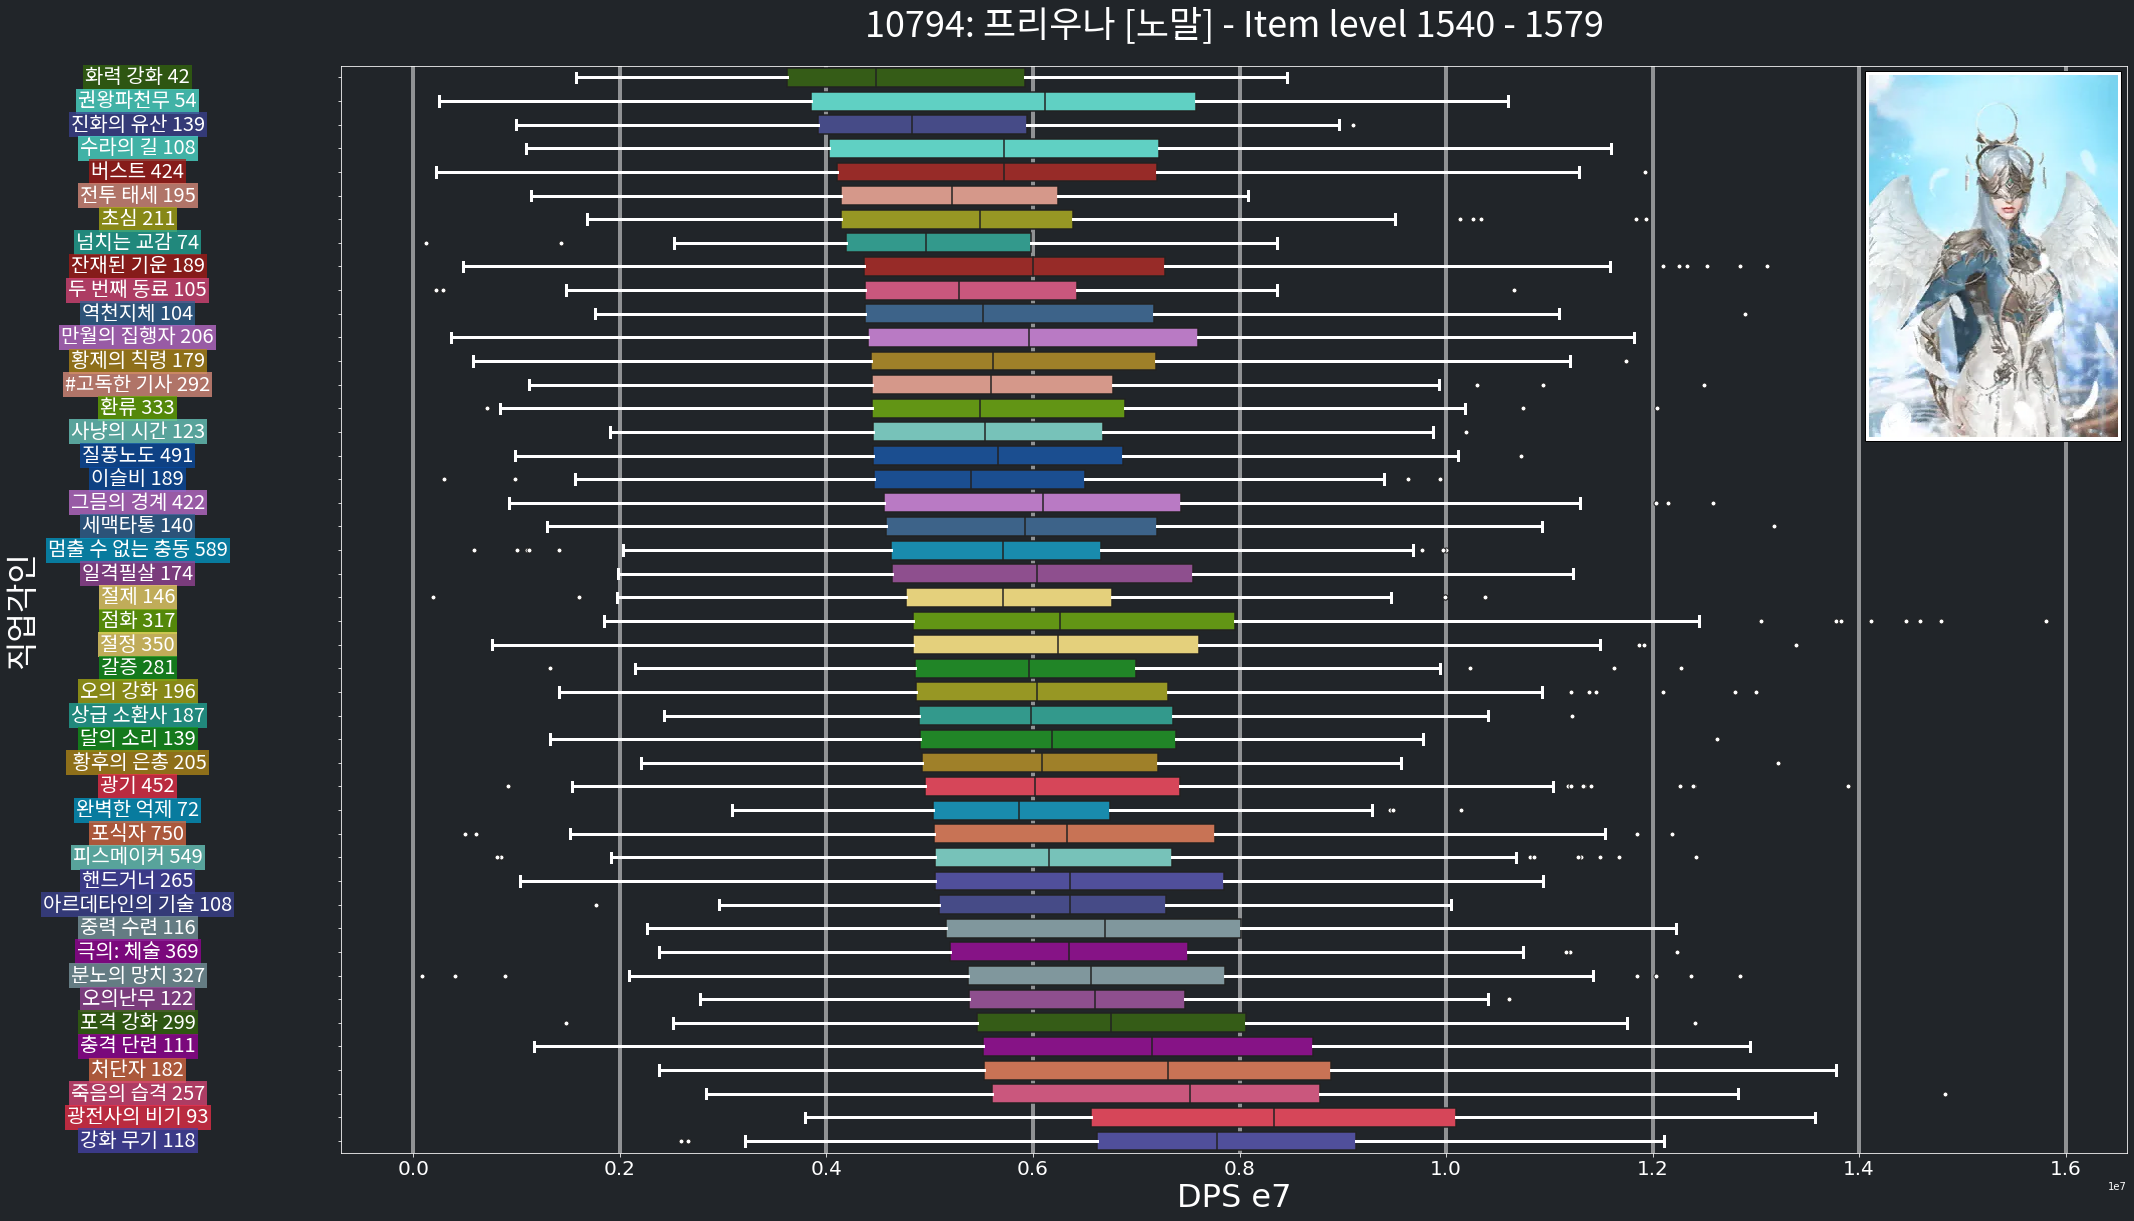 10794: 프리우나 [노말] - Item level 1540 - 1579
화력 강화 42
권왕파천무 54
진화의 유산 139
수라의 길 108
버스트 424
전투 태세 195
초심 211
넘치는 교감 74
잔재된 기운 189
두 번째 동료 105
역천지체 104
만월의 집행자 206
황제의 칙령 179
#고독한 기사 292
환류 333
사냥의 시간 123
질풍노도 491
이슬비 189
그믐의 경계 422
세맥타통 140
멈출 수 없는 충동 589
일격필살 174
절제 146
점화 317
절정 350
갈증 281
오의 강화 196
상급 소환사 187
달의 소리 139
황후의 은총 205
광기 452
완벽한 억제 72
포식자 750
피스메이커 549
핸드거너 265
아르데타인의 기술 108
중력 수련 116
극의: 체술 369
분노의 망치 327
오의난무 122
포격 강화 299
충격 단련 111
처단자 182
죽음의 습격 257
광전사의 비기 93
강화 무기 118
직업각인
0.0 0.2 0.4 0.6 0.8 1.0 1.2 1.4 1.6
DPS e7
1e7